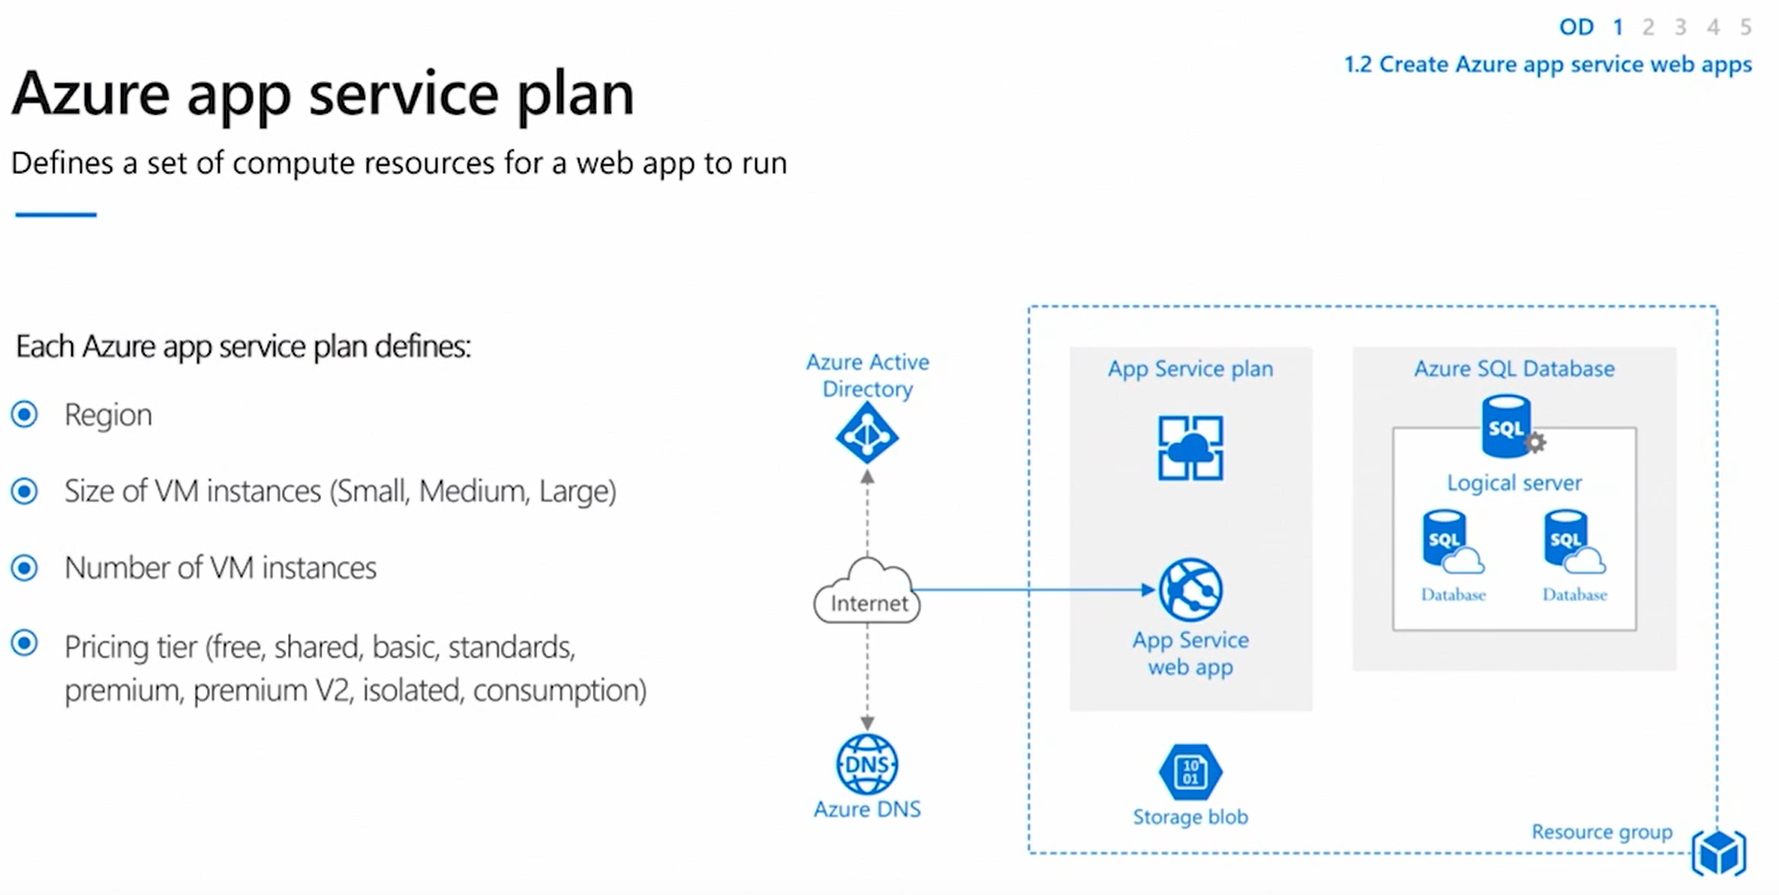 OD 1 2 3 4 5
1.2 Create Azure app service web apps
Azure app service plan
Defines a set of compute resources for a web app to run
Each Azure app service plan defines:
Region
Size of VM instances (Small, Medium, Large)
Number of VM instances
Pricing tier (free, shared, basic, standards,
premium, premium V2, isolated, consumption)
Azure Active
Directory
Internet
DNS
Azure DNS
App Service plan
App Service
web app
10
01
Storage blob
Azure SQL Database
SQL
Logical server
SQL
Database
SQL
Database
Resource group